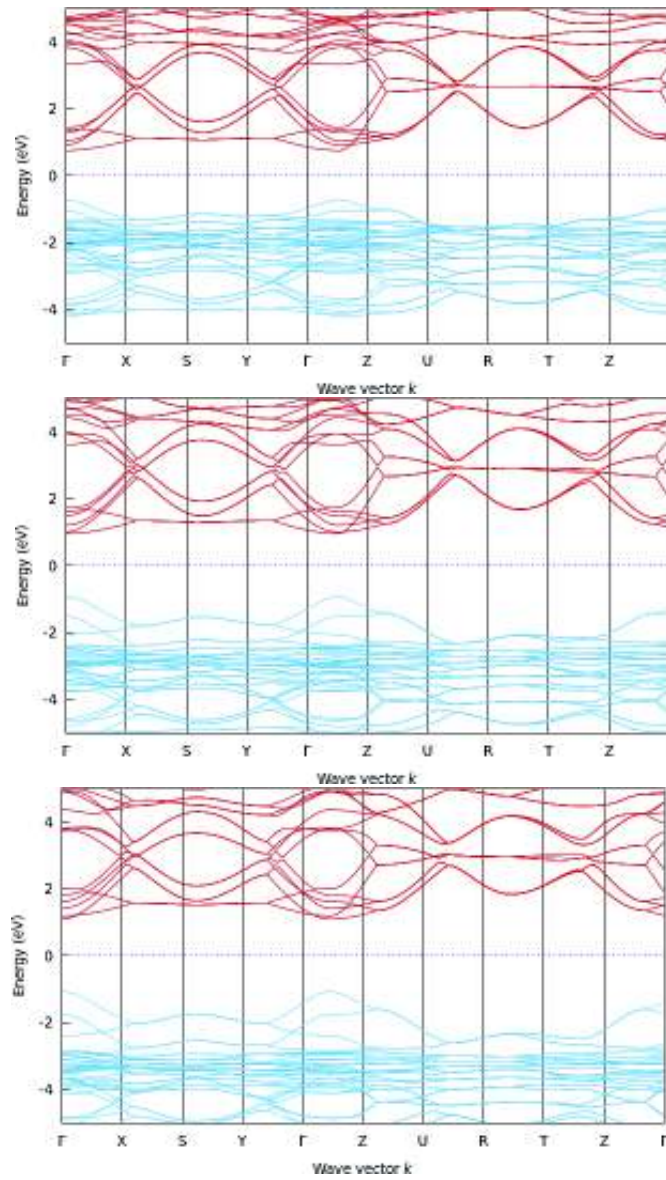 4
2
0
-2
-4
Energy (eV)
Γ X S Y Γ Z U R T Z
Wave vector k
4
2
0
-2
-4
Energy (eV)
Γ X S Y Γ Z U R T Z
Wave vector k
4
2
0
-2
-4
Energy (eV)
Γ X S Y Γ Z U R T Z Γ
Wave vector k